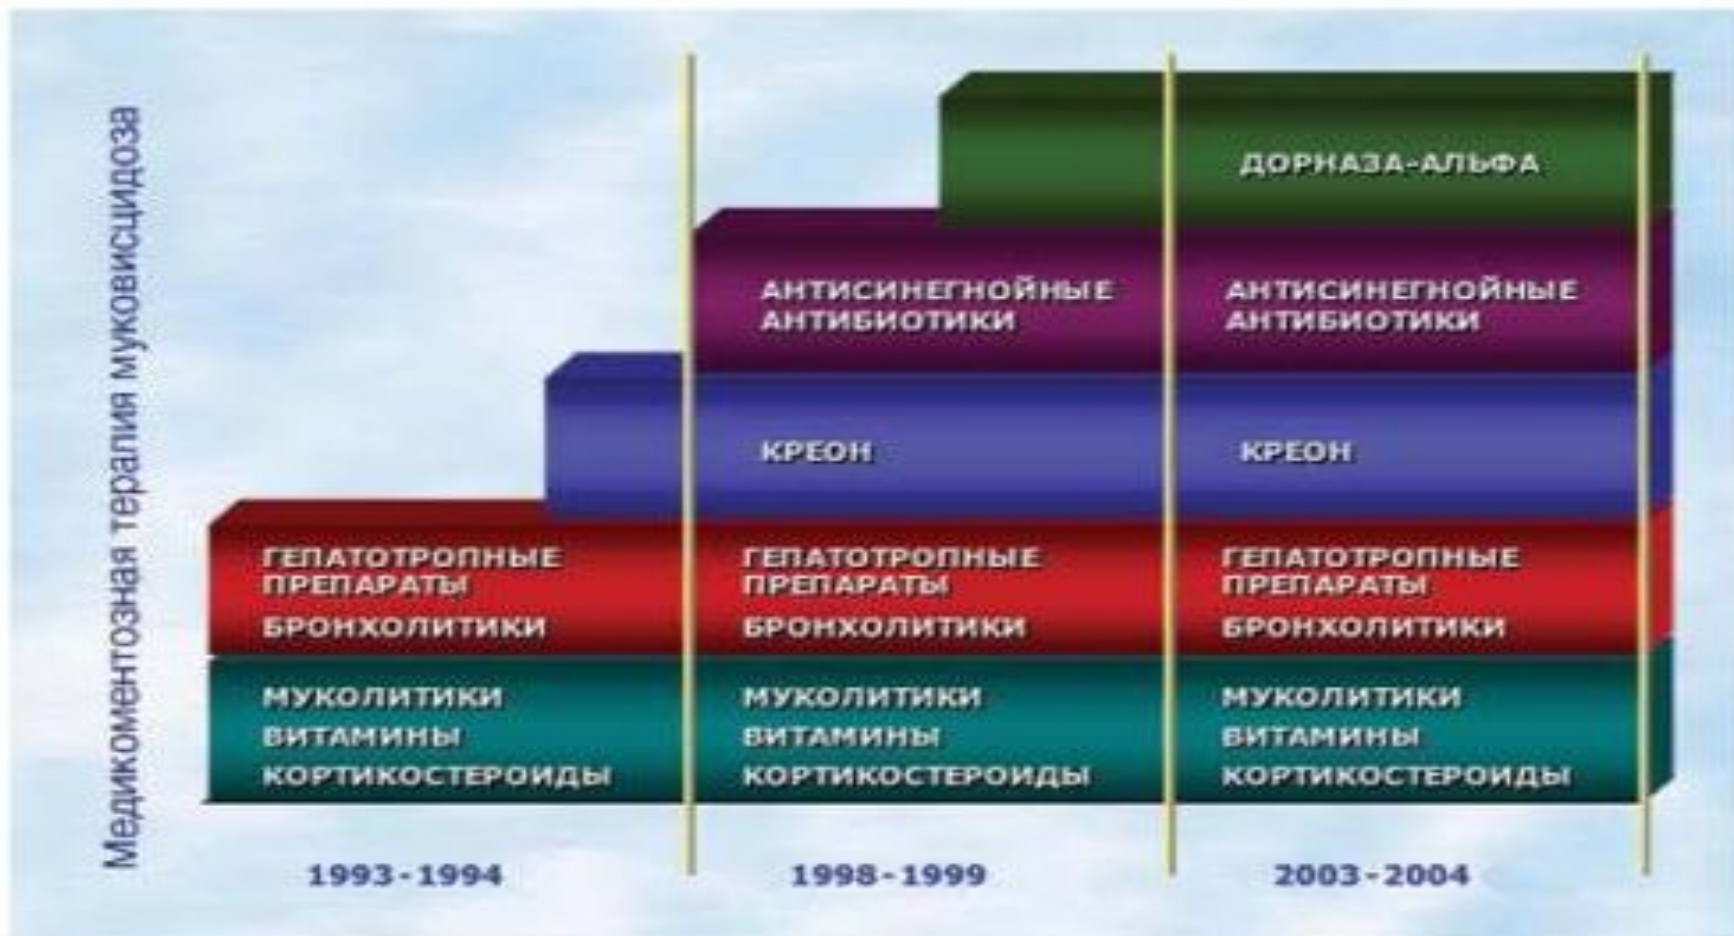 Медикоментозная терапия муковисцидоза
ДОРНАЗА-АЛЬФА
АНТИСИНЕГНОЙНЫЕ
АНТИБИОТИКИ
АНТИСИНЕГНОЙНЫЕ
АНТИБИОТИКИ
КРЕОН
КРЕОН
ГЕПАТОТРОПНЫЕ
ПРЕПАРАТЫ
БРОНХОЛИТИКИ
ГЕПАТОТРОПНЫЕ
ПРЕПАРАТЫ
БРОНХОЛИТИКИ
ГЕПАТОТРОПНЫЕ
ПРЕПАРАТЫ
БРОНХОЛИТИКИ
МУКОЛИТИКИ
ВИТАМИНЫ
КОРТИКОСТЕРОИДЫ
МУКОЛИТИКИ
ВИТАМИНЫ
КОРТИКОСТЕРОИДЫ
МУКОЛИТИКИ
ВИТАМИНЫ
КОРТИКОСТЕРОИДЫ
1993-1994
1998-1999
2003-2004